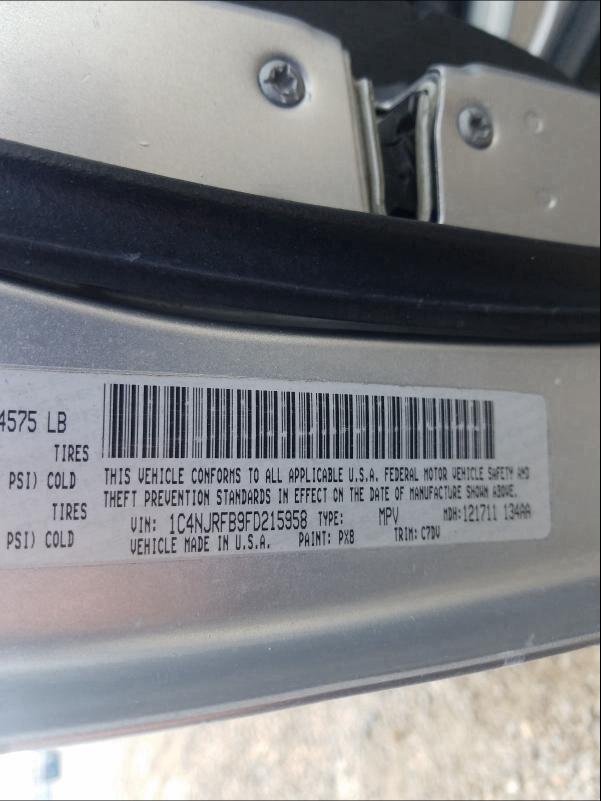 4575 LB
TIRES
PSI) COLD
THIS VEHICLE CONFORMS TO ALL APPLICABLE U.S.A. FEDERAL MOTOR VEHICLE SAFETY AND
THEFT PREVENTION STANDARDS IN EFFECT ON THE DATE OF MANUFACTURE SHOWN ABOVE.
VIN: 1C4NJRFB9FD215958 TYPE: MPV MDH: 121711 134AA
PSI) COLD
VEHICLE MADE IN U.S.A. PAINT: PX8 TRIM: C7DV